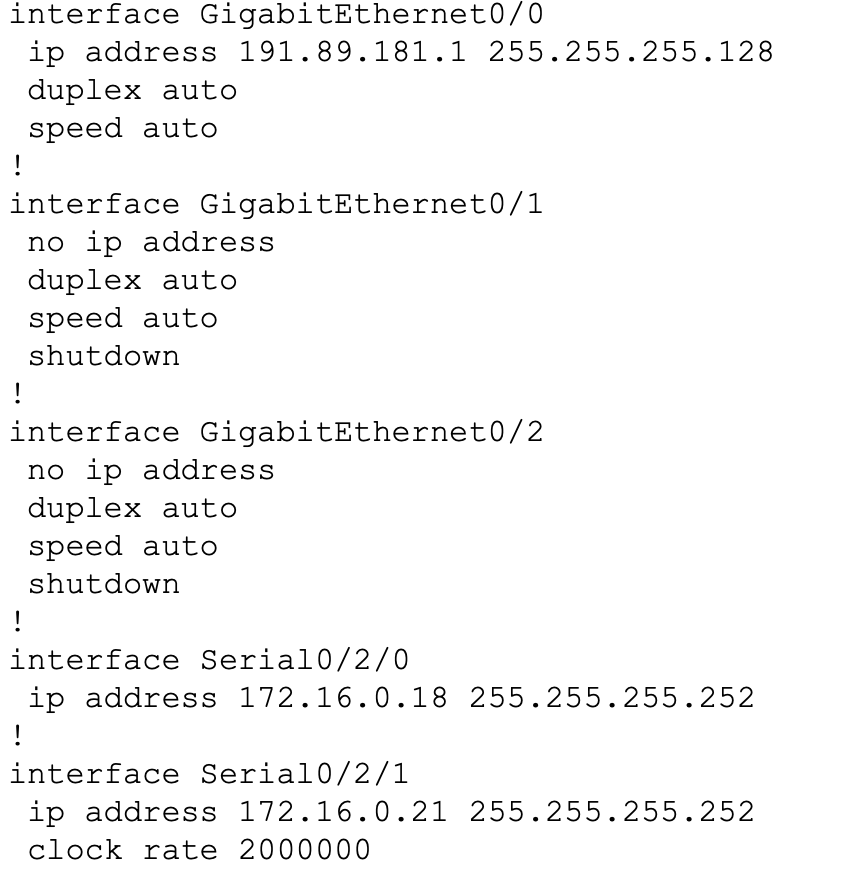 interface GigabitEthernet0/0
 ip address 191.89.181.1 255.255.255.128
 duplex auto
 speed auto
!
interface GigabitEthernet0/1
 no ip address
 duplex auto
 speed auto
 shutdown
!
interface GigabitEthernet0/2
 no ip address
 duplex auto
 speed auto
 shutdown
!
interface Serial0/2/0
 ip address 172.16.0.18 255.255.255.252
!
interface Serial0/2/1
 ip address 172.16.0.21 255.255.255.252
 clock rate 2000000